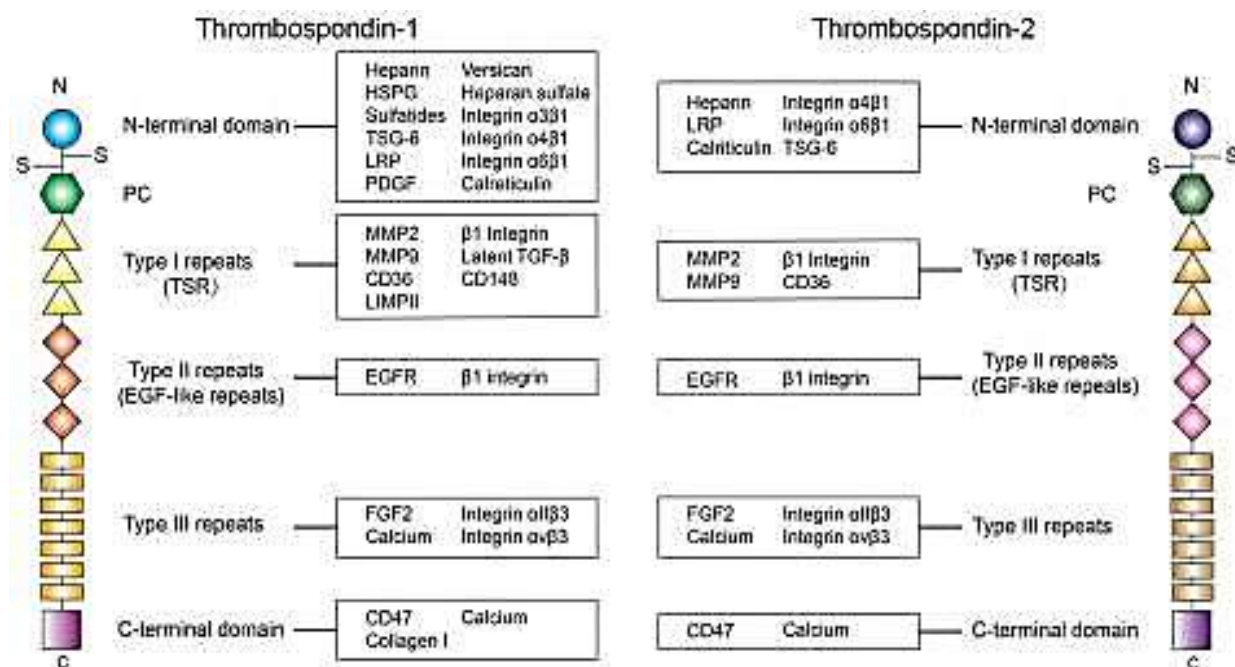 Thrombospondin-1
Thrombospondin-2
N
N-terminal domain
S
S
PC
Type I repeats
(TSR)
Type II repeats
(EGF-like repeats)
Type III repeats
C-terminal domain
C
Heparin Versican
HSPG Heparan sulfate
Sulfatides Integrin α3β1
TSG-6 Integrin α4β1
LRP Integrin α6β1
PDGF Calreticulin
MMP2 β1 Integrin
MMP9 Latent TGF-β
CD36 CD148
LIMPII
EGFR β1 integrin
FGF2 Integrin αIIβ3
Calcium Integrin αvβ3
CD47 Calcium
Collagen I
Heparin Integrin α4β1
LRP Integrin α6β1
Calriticulin TSG-6
MMP2 β1 Integrin
MMP9 CD36
EGFR β1 Integrin
FGF2 Integrin αIIβ3
Calcium Integrin αvβ3
CD47 Calcium
N
N-terminal domain
S
S
PC
Type I repeats
(TSR)
Type II repeats
(EGF-like repeats)
Type III repeats
C-terminal domain
C